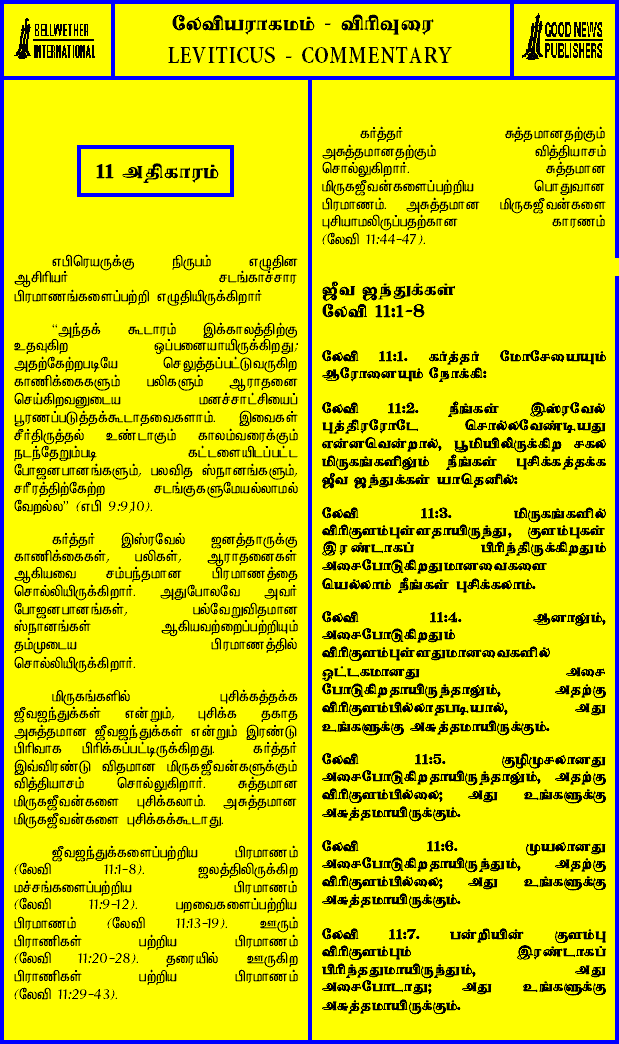 BELLWETHER
INTERNATIONAL
லேவியராகமம் - விரிவுரை
LEVITICUS - COMMENTARY
GOOD NEWS
PUBLISHERS
11 அதிகாரம்
எபிரெயருக்கு நிருபம் எழுதின
ஆசிரியர் சடங்காச்சார
பிரமாணங்களைப்பற்றி எழுதியிருக்கிறார்
“அந்தக் கூடாரம் இக்காலத்திற்கு
உதவுகிற ஒப்பனையாயிருக்கிறது;
அதற்கேற்றபடியே செலுத்தப்பட்டுவருகிற
காணிக்கைகளும் பலிகளும் ஆராதனை
செய்கிறவனுடைய மனச்சாட்சியைப்
பூரணப்படுத்தக்கூடாதவைகளாம். இவைகள்
சீர்திருத்தல் உண்டாகும் காலம்வரைக்கும்
நடந்தேறும்படி கட்டளையிடப்பட்ட
போஜனபானங்களும், பலவித ஸ்நானங்களும்,
சரீரத்திற்கேற்ற சடங்குகளுமேயல்லாமல்
வேறல்ல” (எபி 9:9,10).
கர்த்தர் இஸ்ரவேல் ஜனத்தாருக்கு
காணிக்கைகள், பலிகள், ஆராதனைகள்
ஆகியவை சம்பந்தமான பிரமாணத்தை
சொல்லியிருக்கிறார். அதுபோலவே அவர்
போஜனபானங்கள், பல்வேறுவிதமான
ஸ்நானங்கள் ஆகியவற்றைப்பற்றியும்
தம்முடைய பிரமாணத்தில்
சொல்லியிருக்கிறார்.
மிருகங்களில் புசிக்கத்தக்க
ஜீவஜந்துக்கள் என்றும், புசிக்க தகாத
அசுத்தமான ஜீவஜந்துக்கள் என்றும் இரண்டு
பிரிவாக பிரிக்கப்பட்டிருக்கிறது. கர்த்தர்
இவ்விரண்டு விதமான மிருகஜீவன்களுக்கும்
வித்தியாசம் சொல்லுகிறார். சுத்தமான
மிருகஜீவன்களை புசிக்கலாம். அசுத்தமான
மிருகஜீவன்களை புசிக்கக்கூடாது.
ஜீவஜந்துக்களைப்பற்றிய பிரமாணம்
(லேவி 11:1-8). ஜலத்திலிருக்கிற
மச்சங்களைப்பற்றிய பிரமாணம்
(லேவி 11:9-12). பறவைகளைப்பற்றிய
பிரமாணம் (லேவி 11:13-19). ஊரும்
பிராணிகள் பற்றிய பிரமாணம்
(லேவி 11:20-28). தரையில் ஊருகிற
பிராணிகள் பற்றிய பிரமாணம்
(லேவி 11:29-43).
கர்த்தர் சுத்தமானதற்கும்
அசுத்தமானதற்கும் வித்தியாசம்
சொல்லுகிறார். சுத்தமான
மிருகஜீவன்களைப்பற்றிய பொதுவான
பிரமாணம். அசுத்தமான மிருகஜீவன்களை
புசியாமலிருப்பதற்கான காரணம்
(லேவி 11:44-47).
ஜீவ ஜந்துக்கள்
லேவி 11:1-8
லேவி 11:1. கர்த்தர் மோசேயையும்
ஆரோனையும் நோக்கி:
லேவி 11:2. நீங்கள் இஸ்ரவேல்
புத்திரரோடே சொல்லவேண்டியது
என்னவென்றால், பூமியிலிருக்கிற சகல
மிருகங்களிலும் நீங்கள் புசிக்கத்தக்க
ஜீவ ஜந்துக்கள் யாதெனில்:
லேவி 11:3. மிருகங்களில்
விரிகுளம்புள்ளதாயிருந்து, குளம்புகள்
இரண்டாகப் பிரிந்திருக்கிறதும்
அசைபோடுகிறதுமானவைகளை
யெல்லாம் நீங்கள் புசிக்கலாம்.
லேவி 11:4. ஆனாலும்,
அசைபோடுகிறதும்
விரிகுளம்புள்ளதுமானவைகளில்
ஒட்டகமானது அசை
போடுகிறதாயிருந்தாலும், அதற்கு
விரிகுளம்பில்லாதபடியால், அது
உங்களுக்கு அசுத்தமாயிருக்கும்.
லேவி 11:5. குழிமுசலானது
அசைபோடுகிறதாயிருந்தாலும், அதற்கு
விரிகுளம்பில்லை; அது உங்களுக்கு
அசுத்தமாயிருக்கும்.
லேவி 11:6. முயலானது
அசைபோடுகிறதாயிருந்தும், அதற்கு
விரிகுளம்பில்லை; அது உங்களுக்கு
அசுத்தமாயிருக்கும்.
லேவி 11:7. பன்றியின் குளம்பு
விரிகுளம்பும் இரண்டாகப்
பிரிந்ததுமாயிருந்தும், அது
அசைபோடாது; அது உங்களுக்கு
அசுத்தமாயிருக்கும்.